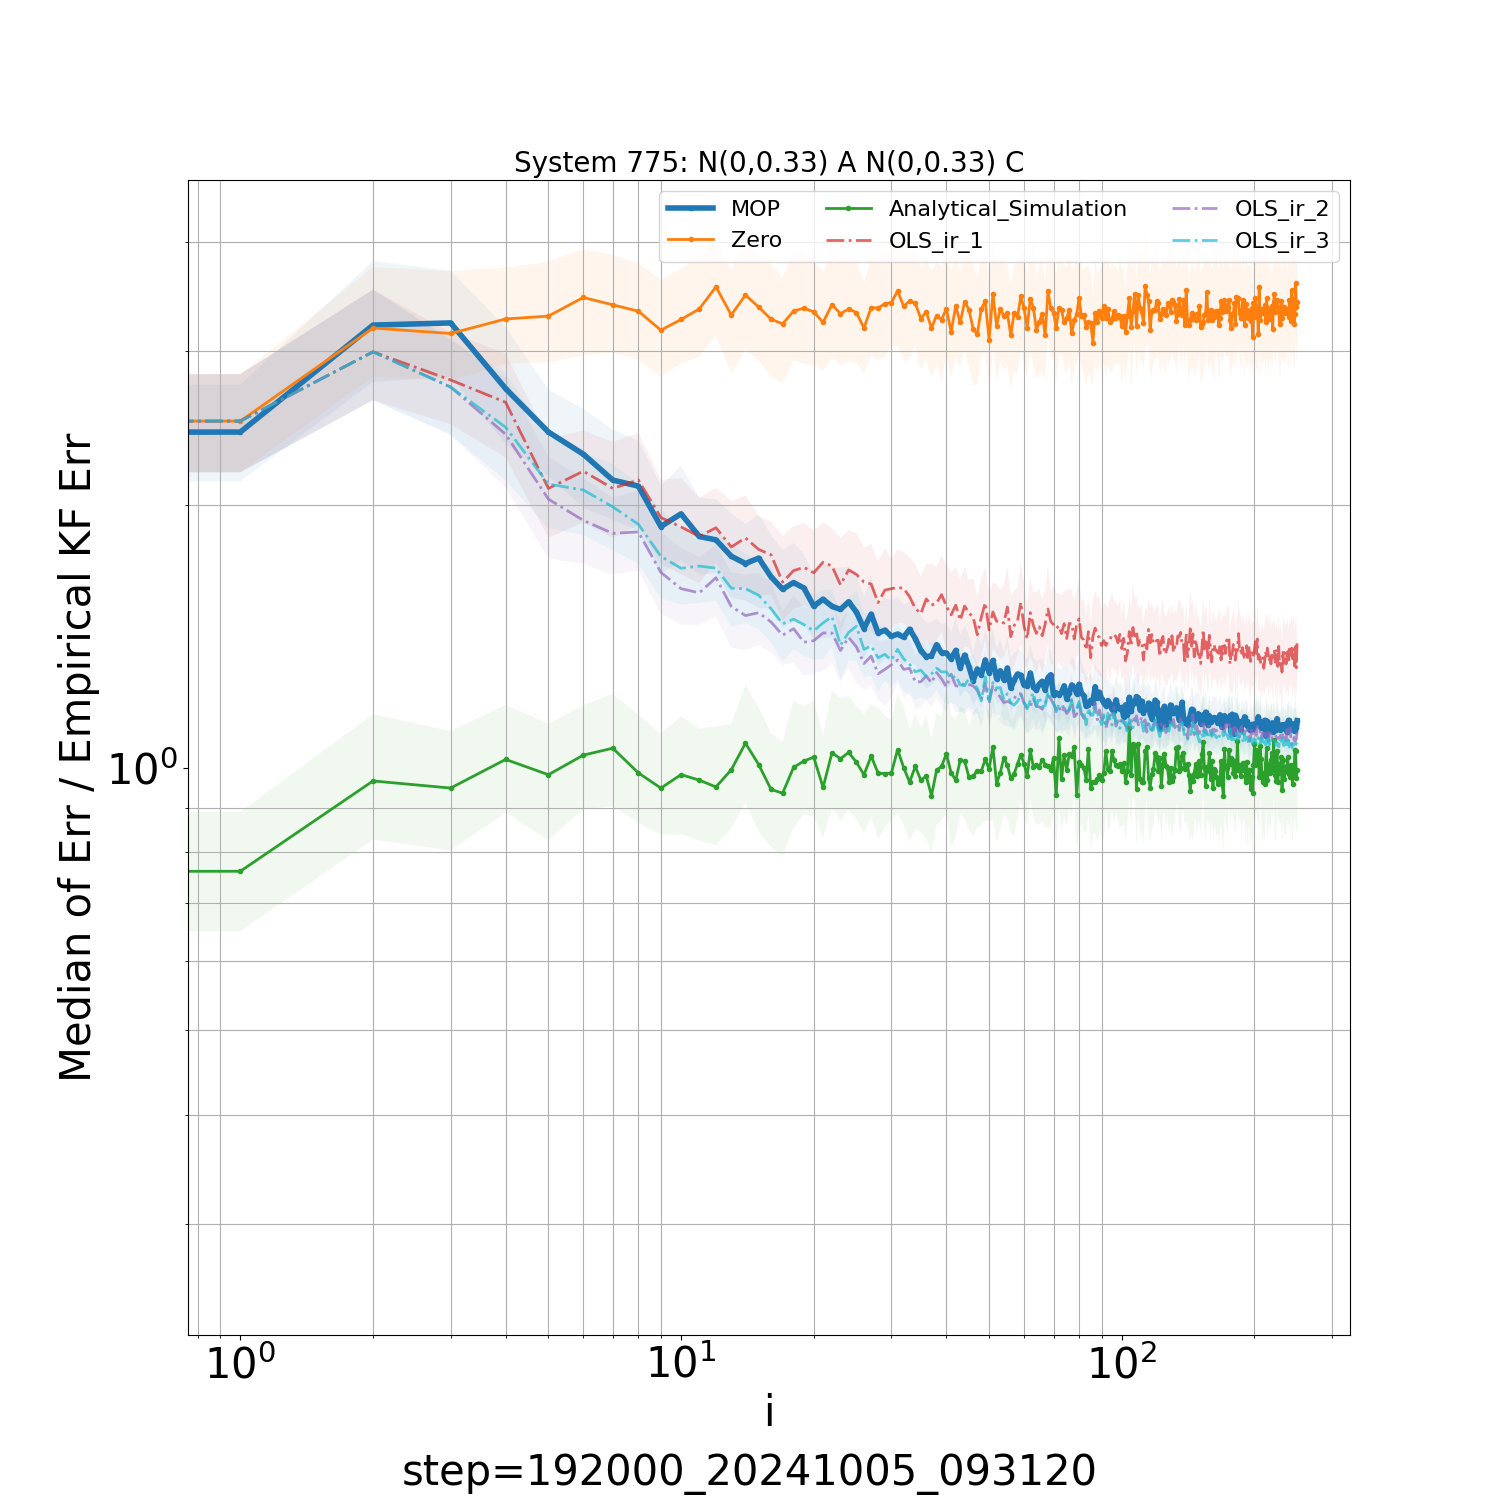 System 775: N(0,0.33) A N(0,0.33) C
MOP
Zero
Analytical_Simulation
OLS_ir_1
OLS_ir_2
OLS_ir_3
Median of Err / Empirical KF Err
10⁰
10⁰ 10¹ 10²
i
step=192000_20241005_093120